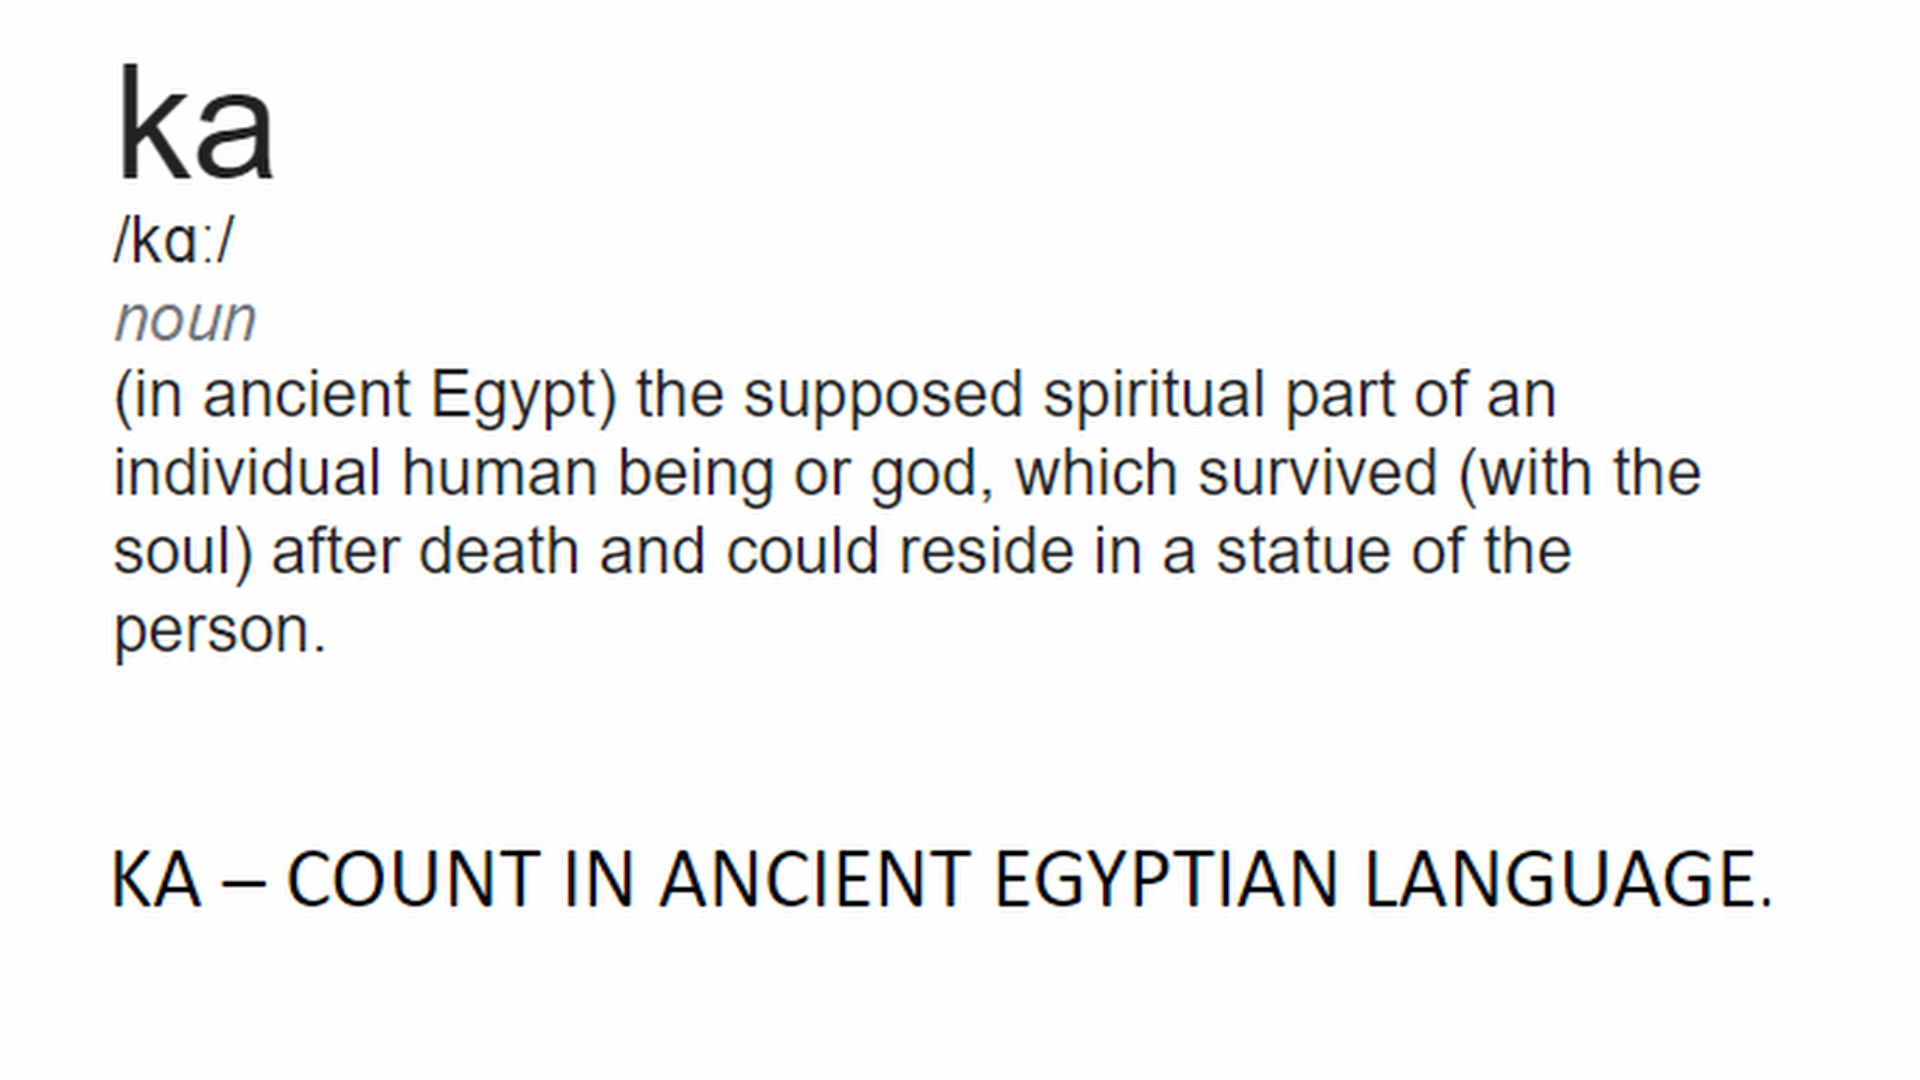 ka
/kɑː/
noun
(in ancient Egypt) the supposed spiritual part of an
individual human being or god, which survived (with the
soul) after death and could reside in a statue of the
person.
KA – COUNT IN ANCIENT EGYPTIAN LANGUAGE.